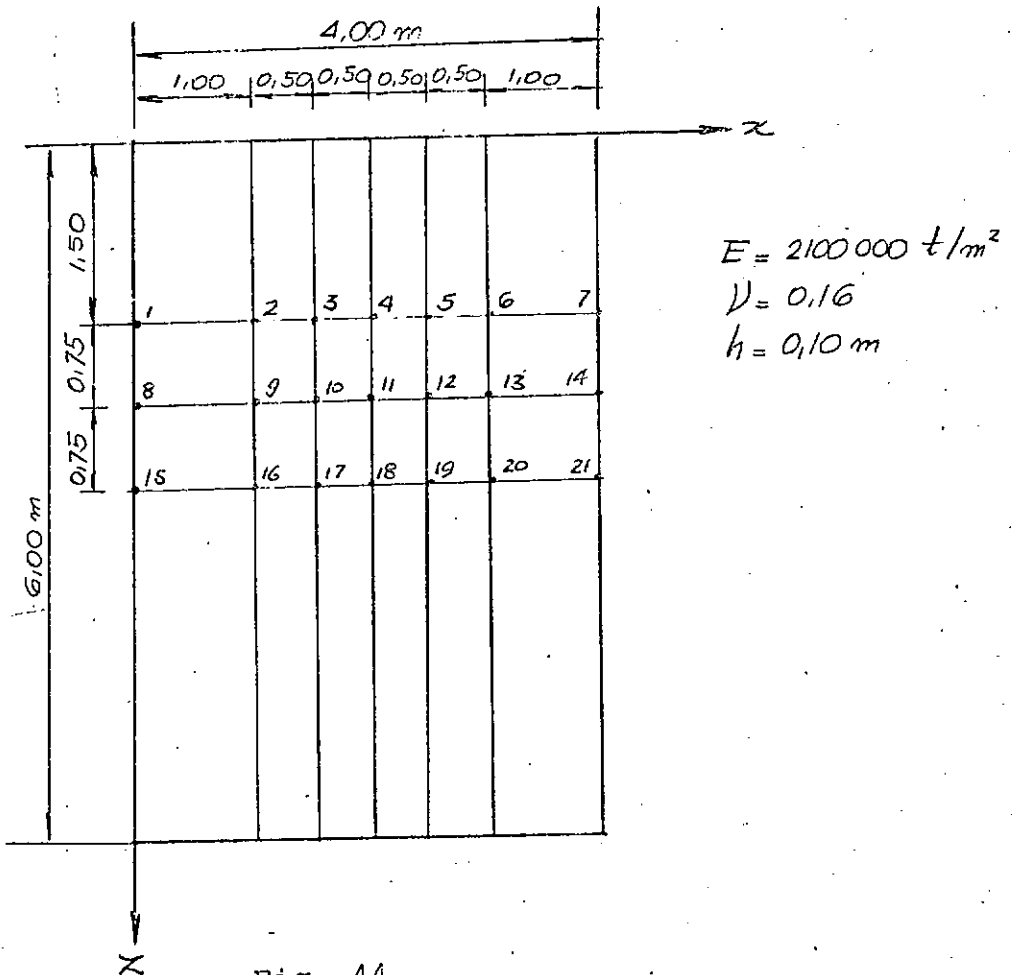 4,00 m
1,00 0,50 0,50 0,50 0,50 1,00
x
1,50
0,75
0,75
6,00 m
E = 2100 000 t/m²
ν = 0,16
h = 0,10 m
1 2 3 4 5 6 7
8 9 10 11 12 13 14
15 16 17 18 19 20 21
Fig. 44